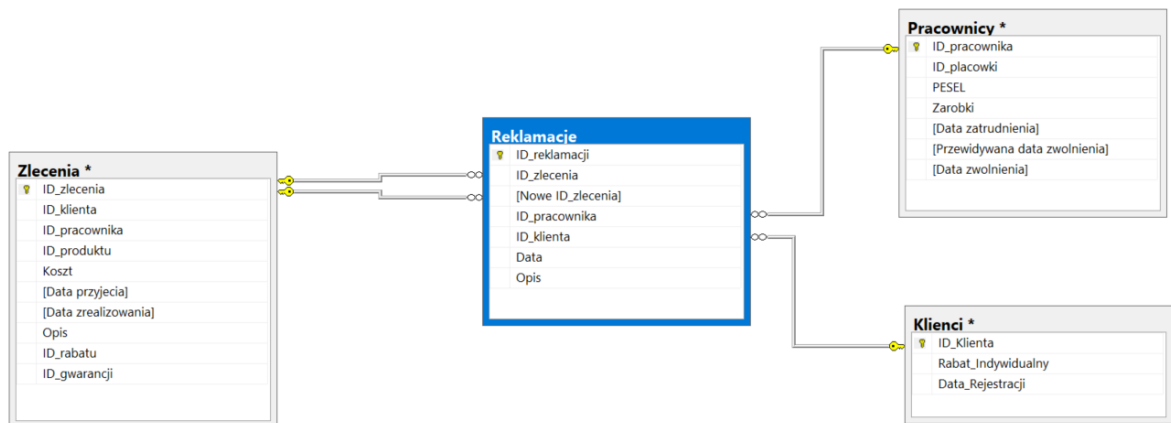 Zlecenia *
ID_zlecenia
ID_klienta
ID_pracownika
ID_produktu
Koszt
[Data przyjecia]
[Data zrealizowania]
Opis
ID_rabatu
ID_gwarancji
Reklamacje
ID_reklamacji
ID_zlecenia
[Nowe ID_zlecenia]
ID_pracownika
ID_klienta
Data
Opis
Pracownicy *
ID_pracownika
ID_placowki
PESEL
Zarobki
[Data zatrudnienia]
[Przewidywana data zwolnienia]
[Data zwolnienia]
Klienci *
ID_Klienta
Rabat_Indywidualny
Data_Rejestracji